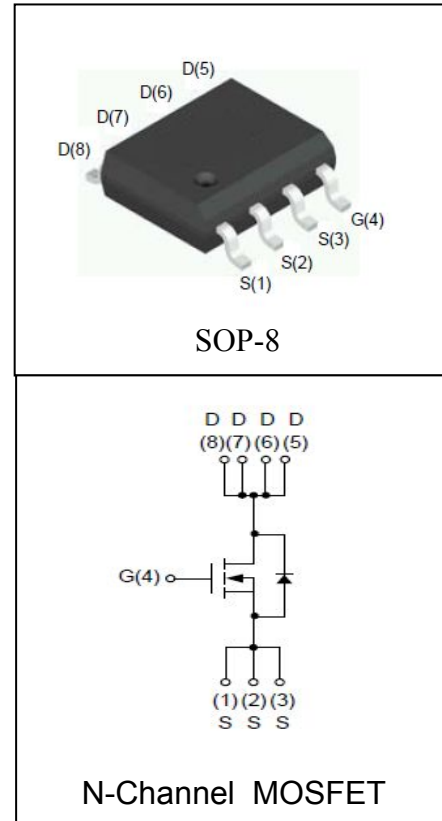 D(5)
D(6)
D(7)
D(8)
G(4)
S(3)
S(2)
S(1)
SOP-8
D D D D
(8)(7) (6) (5)
G(4)
(1) (2) (3)
S S S
N-Channel MOSFET